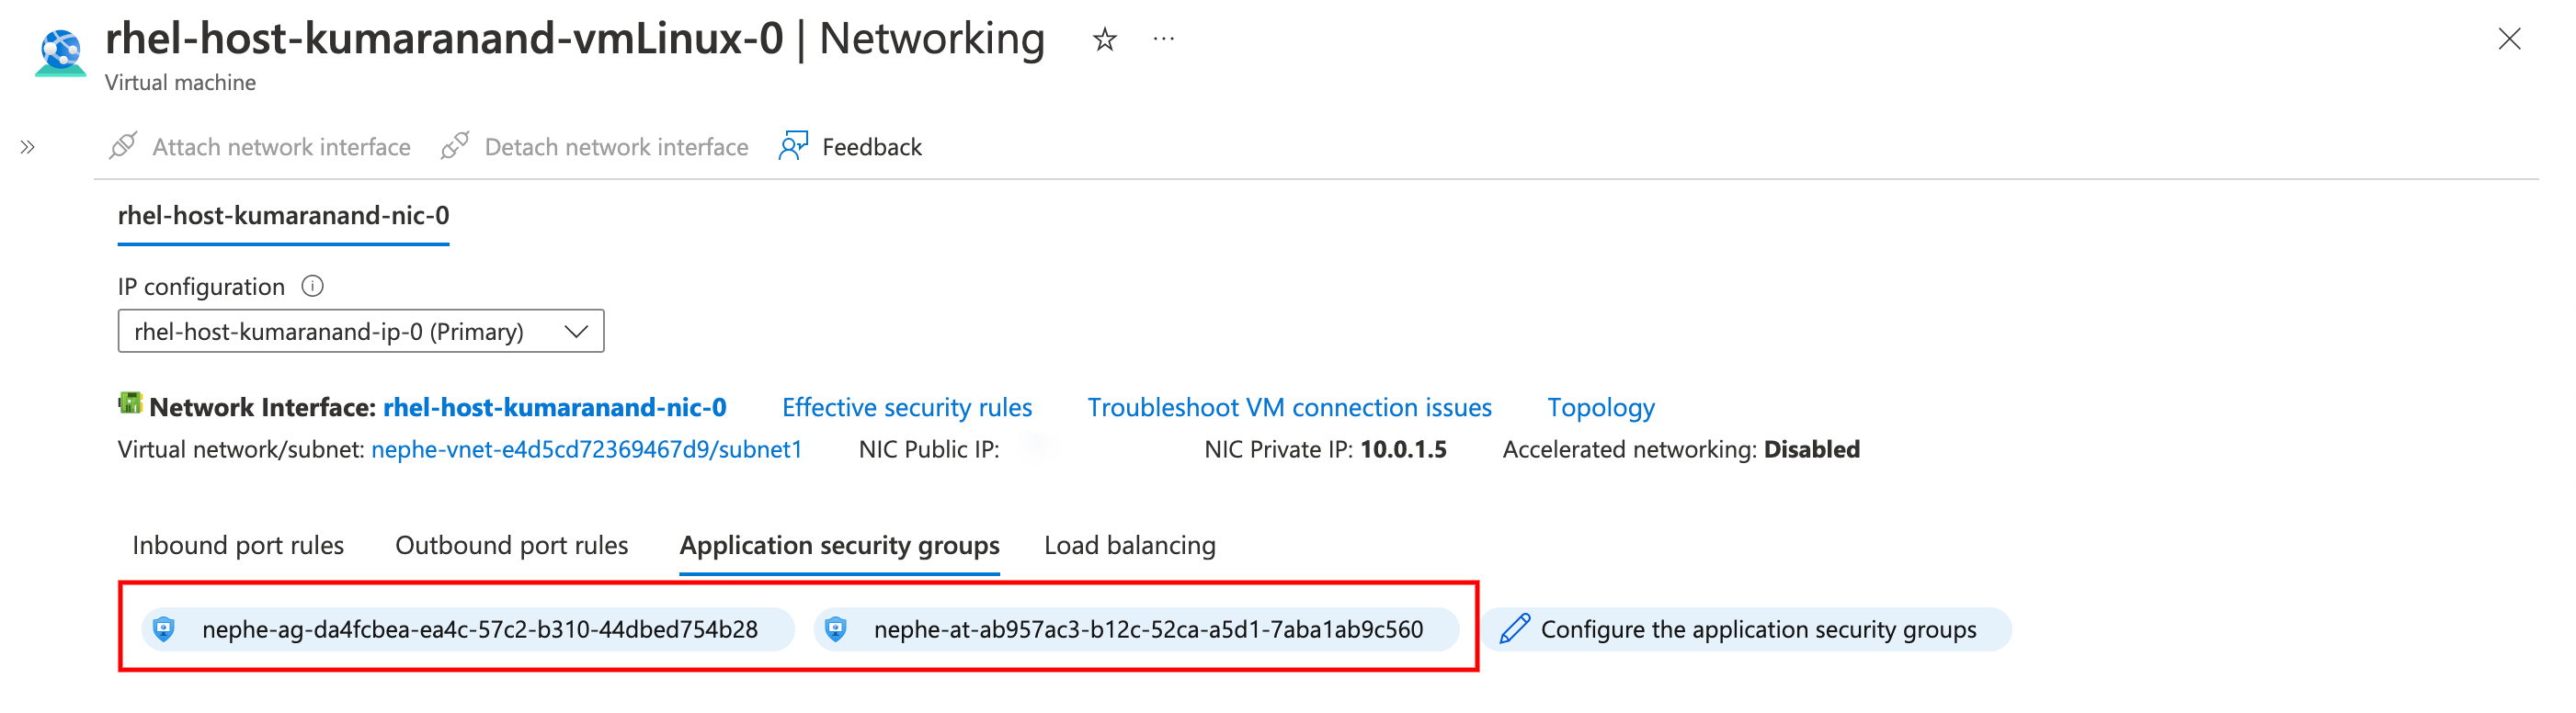 rhel-host-kumaranand-vmLinux-0 | Networking ☆ ···
Virtual machine
Attach network interface Detach network interface Feedback
rhel-host-kumaranand-nic-0
IP configuration
rhel-host-kumaranand-ip-0 (Primary)
Network Interface: rhel-host-kumaranand-nic-0 Effective security rules Troubleshoot VM connection issues Topology
Virtual network/subnet: nephe-vnet-e4d5cd72369467d9/subnet1 NIC Public IP: NIC Private IP: 10.0.1.5 Accelerated networking: Disabled
Inbound port rules Outbound port rules Application security groups Load balancing
nephe-ag-da4fcbea-ea4c-57c2-b310-44dbed754b28 nephe-at-ab957ac3-b12c-52ca-a5d1-7aba1ab9c560 Configure the application security groups